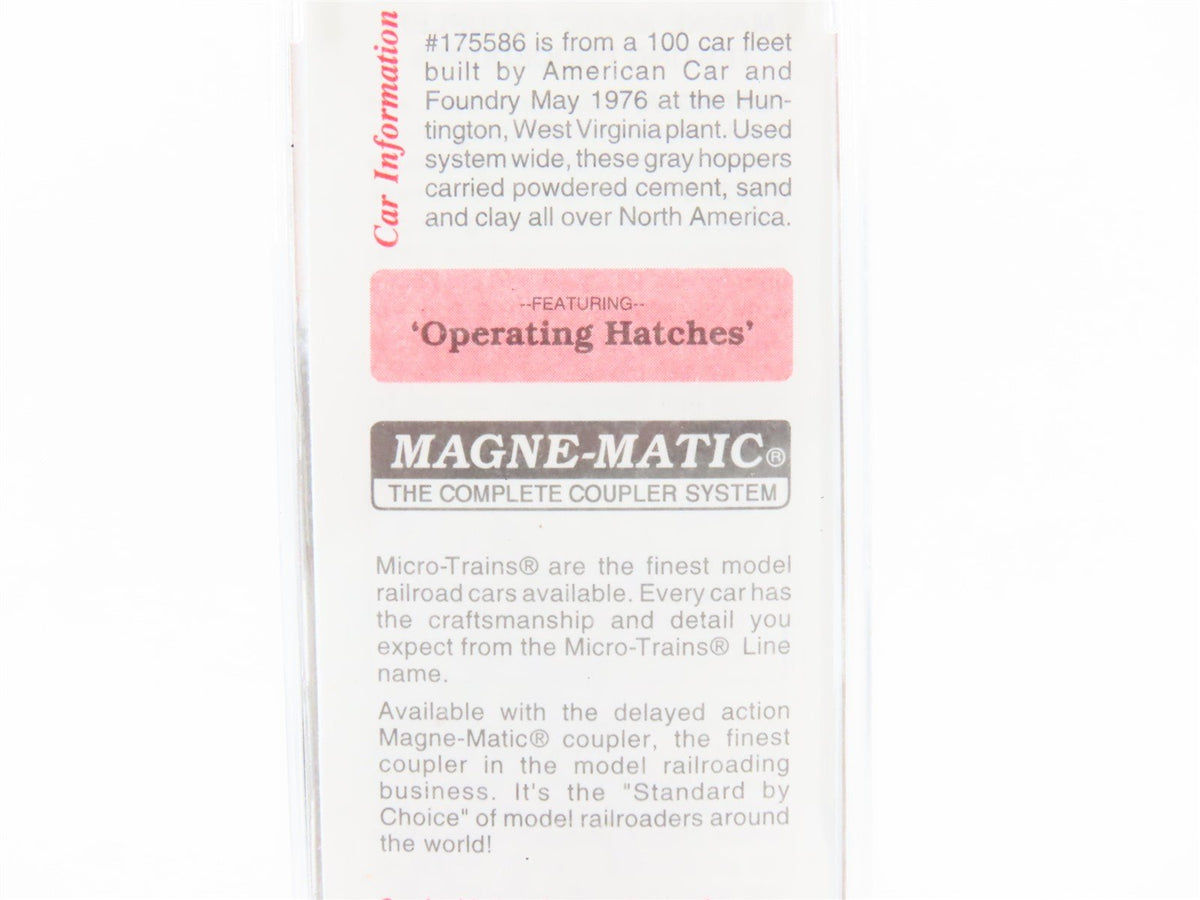 Car Information
#175586 is from a 100 car fleet
built by American Car and
Foundry May 1976 at the Hun-
tington, West Virginia plant. Used
system wide, these gray hoppers
carried powdered cement, sand
and clay all over North America.
--FEATURING--
‘Operating Hatches’
MAGNE-MATIC®
THE COMPLETE COUPLER SYSTEM
Micro-Trains® are the finest model
railroad cars available. Every car has
the craftsmanship and detail you
expect from the Micro-Trains® Line
name.
Available with the delayed action
Magne-Matic® coupler, the finest
coupler in the model railroading
business. It's the "Standard by
Choice" of model railroaders around
the world!